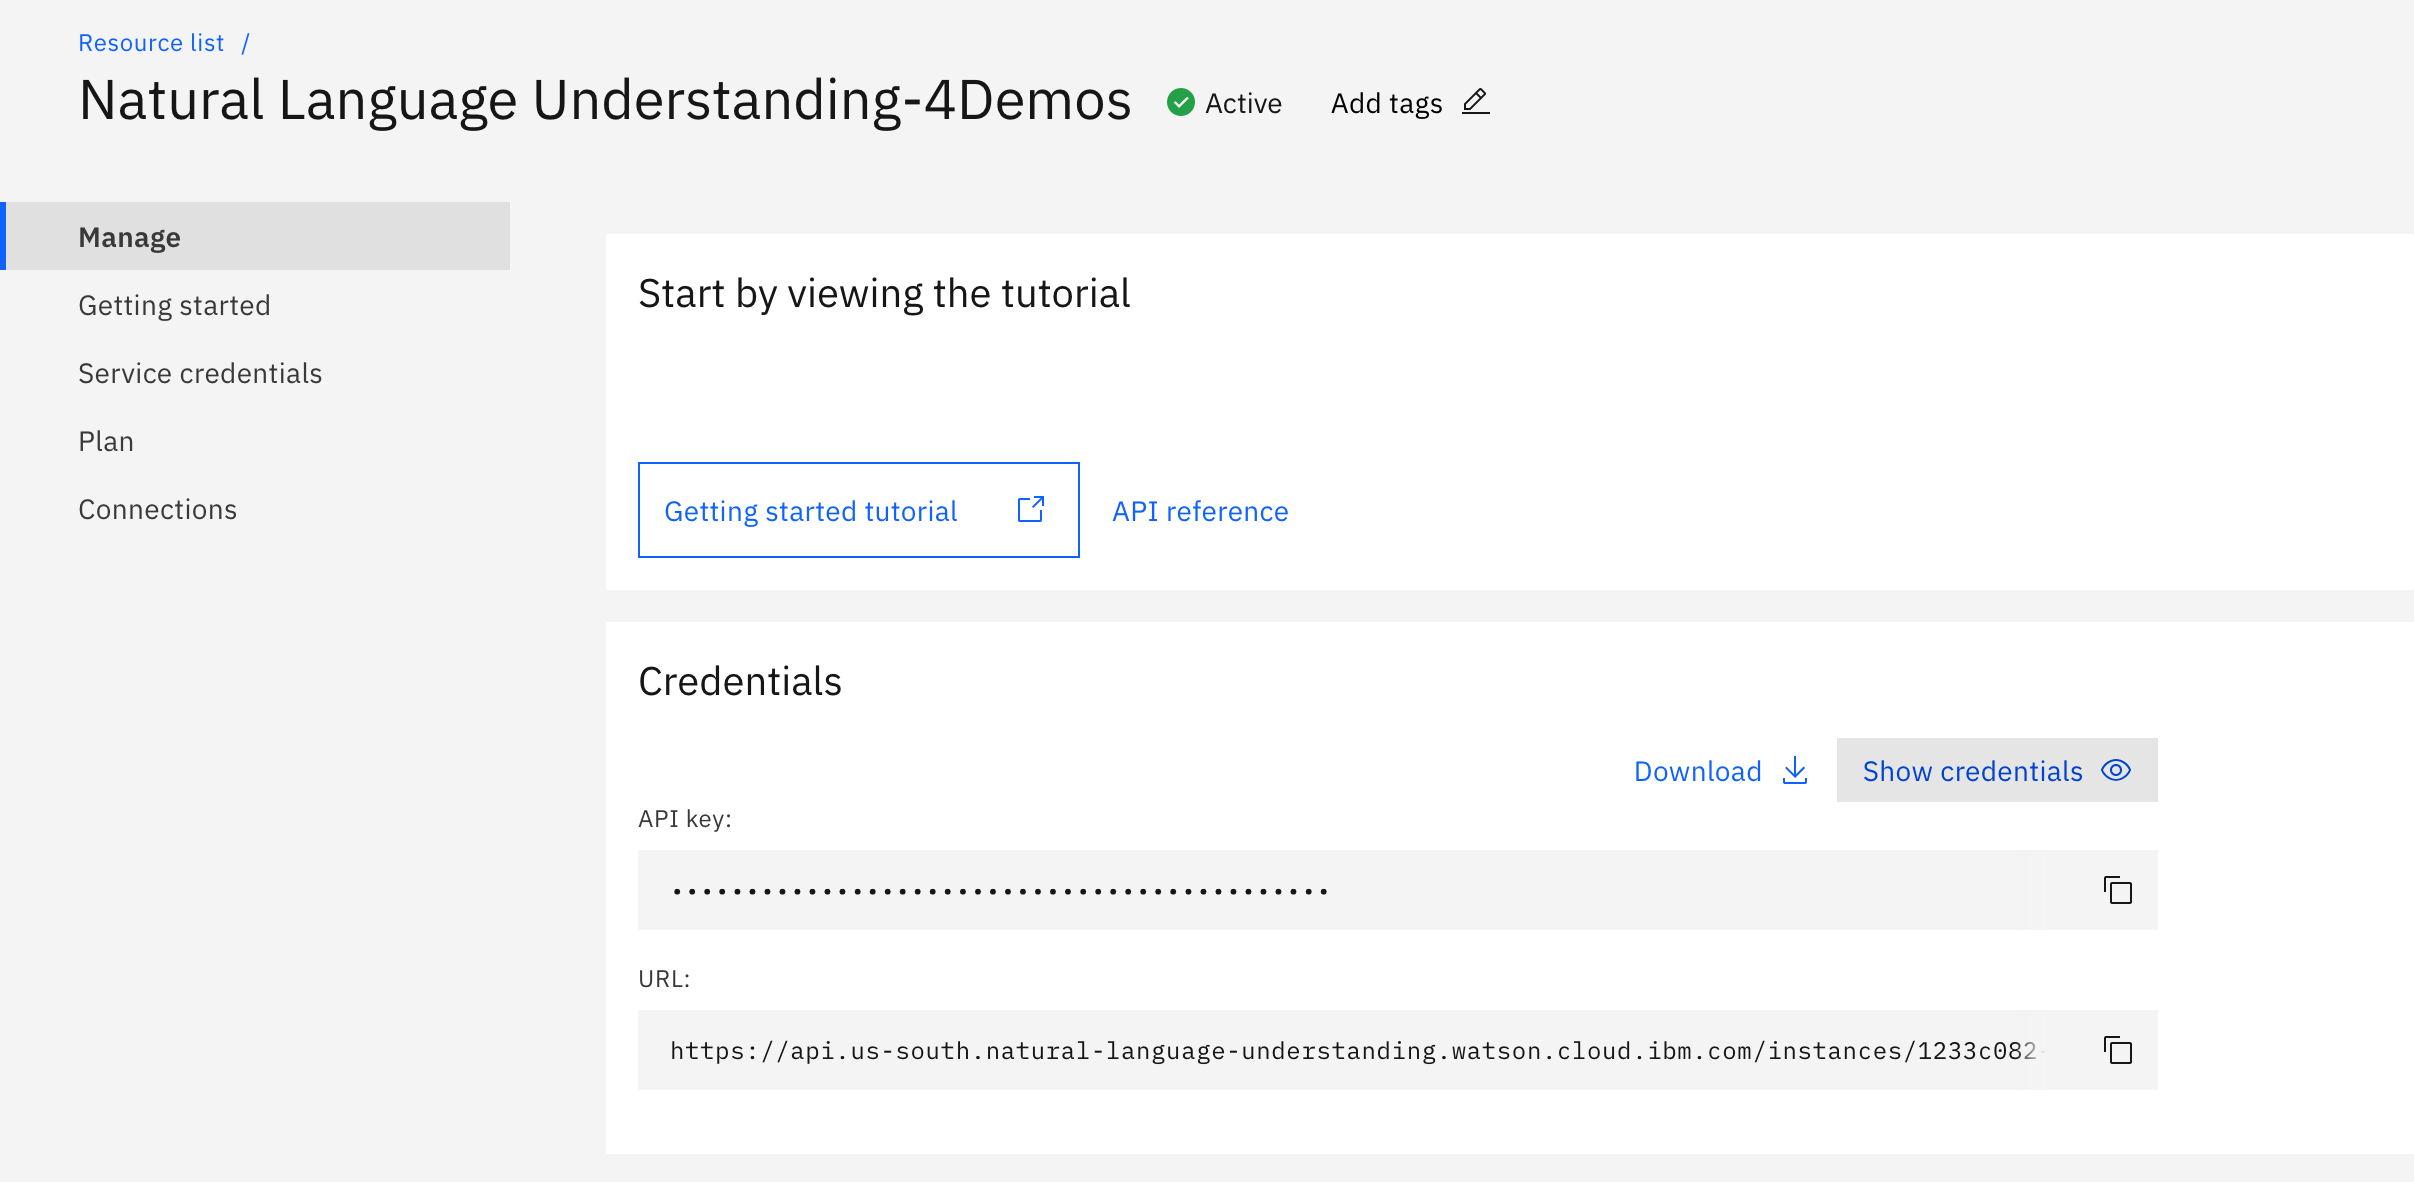 Resource list /
Natural Language Understanding-4Demos
Active
Add tags
Manage
Getting started
Service credentials
Plan
Connections
Start by viewing the tutorial
Getting started tutorial
API reference
Credentials
Download
Show credentials
API key:
••••••••••••••••••••••••••••••••••••••••••••
URL:
https://api.us-south.natural-language-understanding.watson.cloud.ibm.com/instances/1233c082-